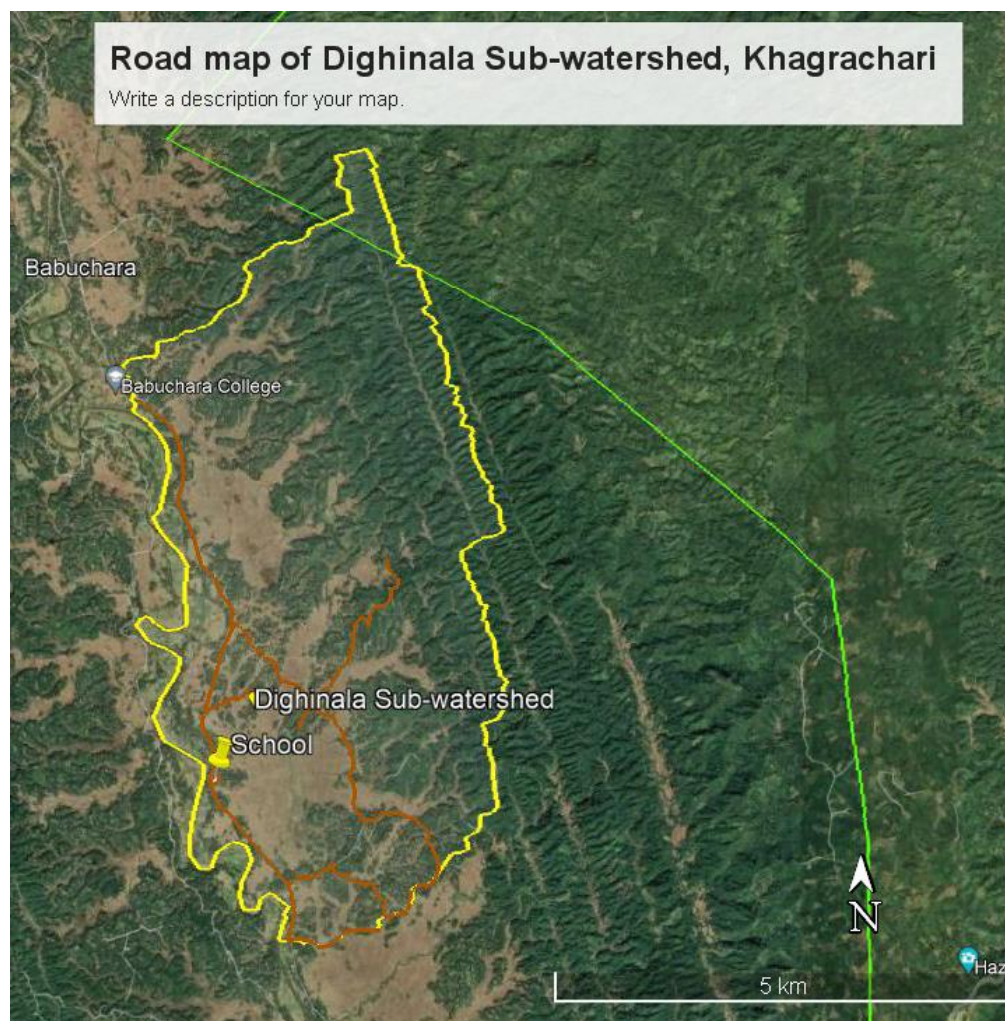 Road map of Dighinala Sub-watershed, Khagrachari
Write a description for your map.
Babuchara
Babuchara College
Dighinala Sub-watershed
School
N
Haz
5 km